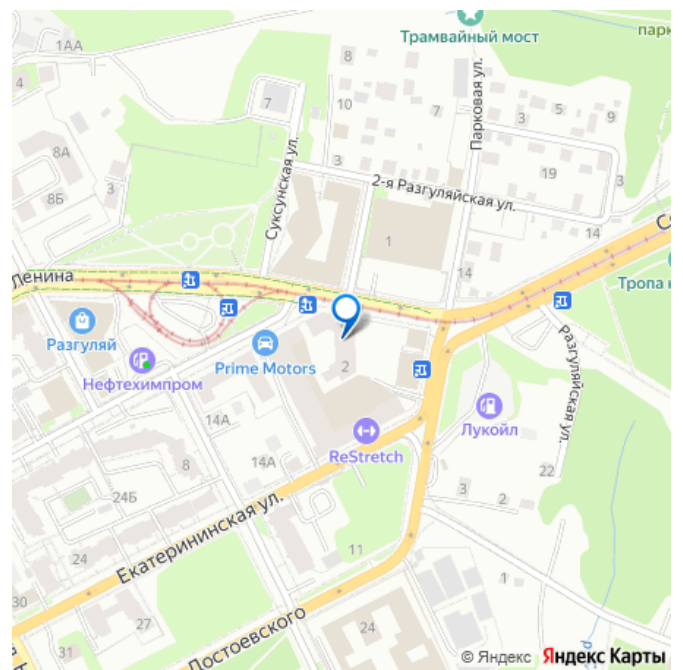 1АА
4
8А
8Б
3
7
8
10
Трамвайный мост
парк
7
3
5
9
Парковая ул.
19
3
3
2-я Разгуляйская ул.
Суксунская ул.
1
14
14
Ленина
Тропа
Разгуляй
Нефтехимпром
Prime Motors
2
Разгуляйская ул.
14А
ReStretch
Лукойл
14А
8
22
24Б
3
2
Екатерининская ул.
24
11
30
27
1
31
24
Достоевского
© Яндекс Яндекс Карты